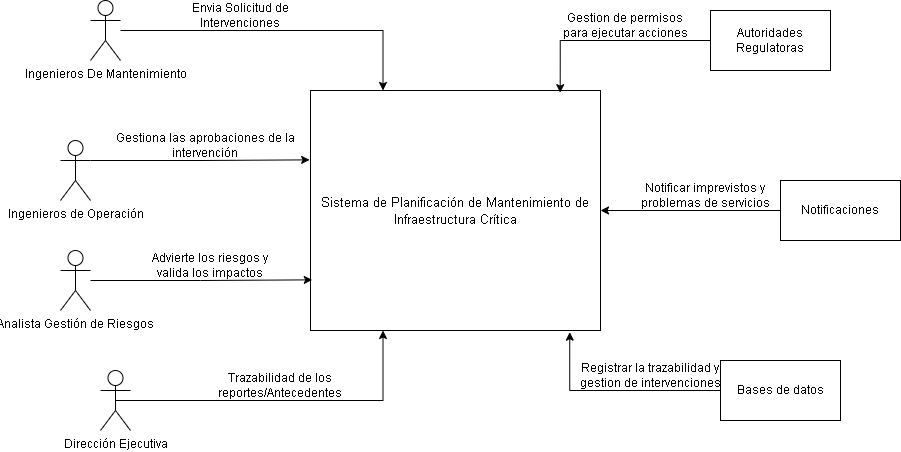 Envia Solicitud de
Intervenciones
Ingenieros De Mantenimiento
Gestion de permisos
para ejecutar acciones
Autoridades
Regulatoras
Gestiona las aprobaciones de la
intervención
Ingenieros de Operación
Sistema de Planificación de Mantenimiento de
Infraestructura Crítica
Notificar imprevistos y
problemas de servicios
Notificaciones
Advierte los riesgos y
valida los impactos
Analista Gestión de Riesgos
Trazabilidad de los
reportes/Antecedentes
Dirección Ejecutiva
Registrar la trazabilidad y
gestion de intervenciones
Bases de datos